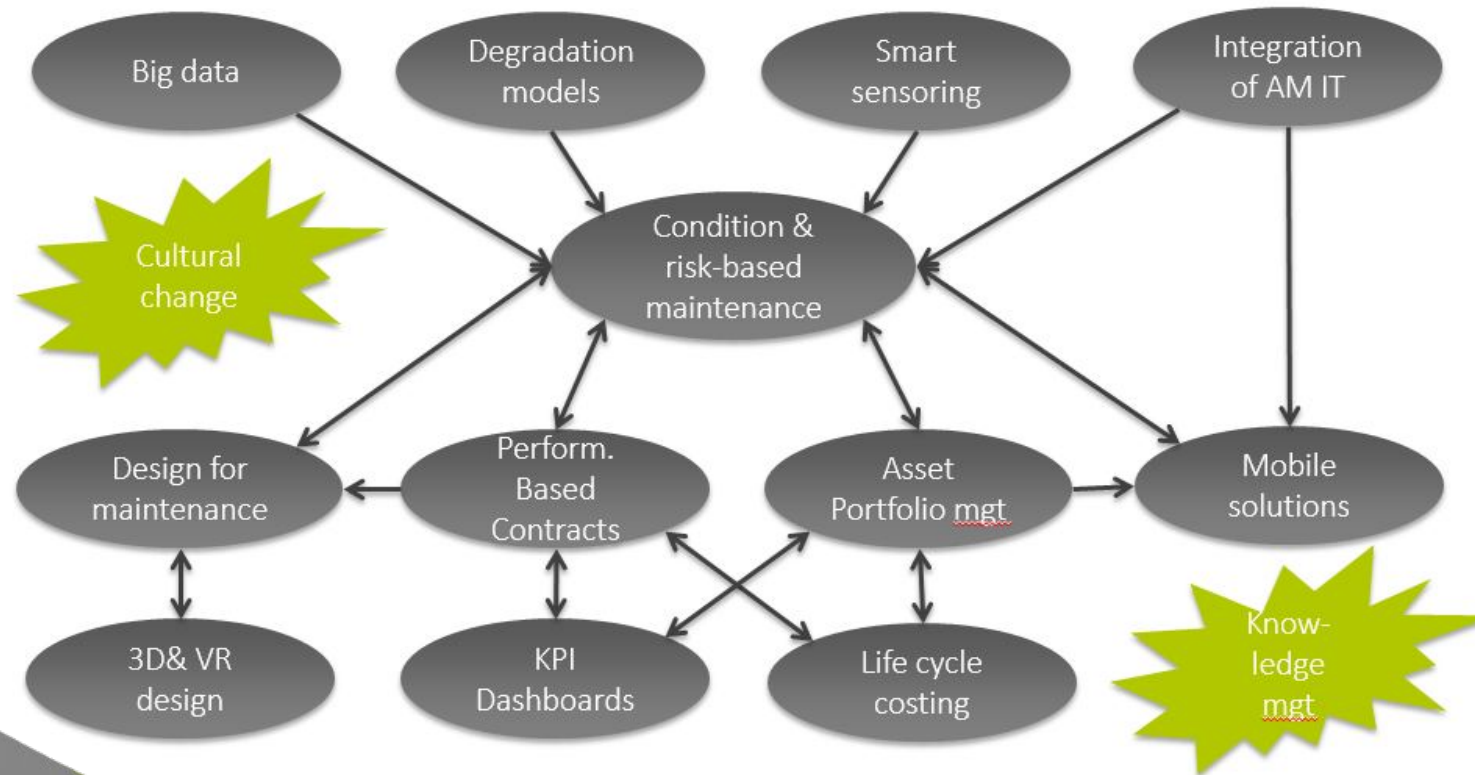 Big data
Degradation
models
Smart
sensoring
Integration
of AM IT
Cultural
change
Condition &
risk-based
maintenance
Design for
maintenance
Perform.
Based
Contracts
Asset
Portfolio mgt
Mobile
solutions
3D& VR
design
KPI
Dashboards
Life cycle
costing
Know-
ledge
mgt